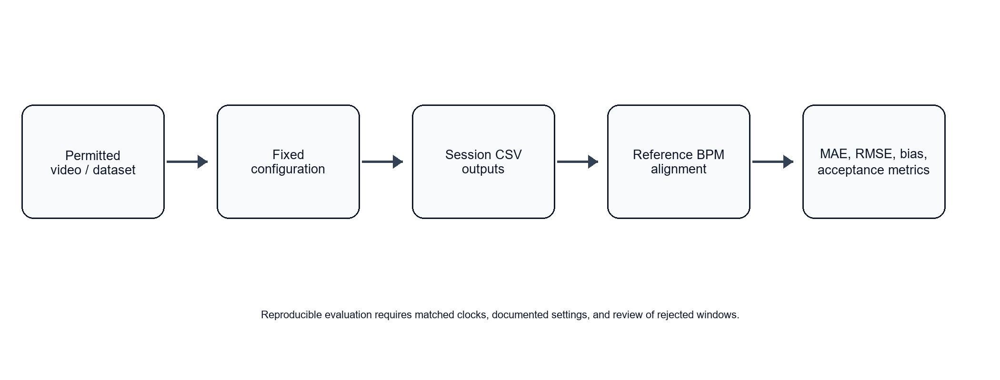 Permitted
video / dataset
Fixed
configuration
Session CSV
outputs
Reference BPM
alignment
MAE, RMSE, bias,
acceptance metrics
Reproducible evaluation requires matched clocks, documented settings, and review of rejected windows.